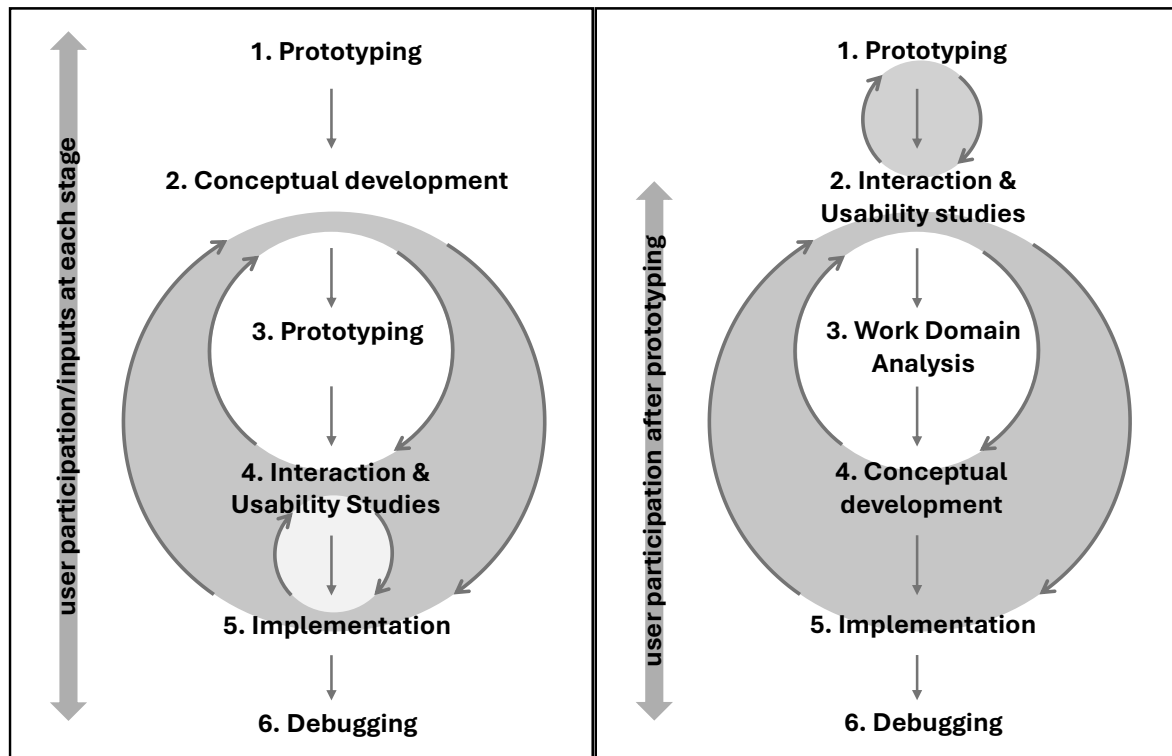 user participation/inputs at each stage
1. Prototyping
2. Conceptual development
3. Prototyping
4. Interaction &
Usability Studies
5. Implementation
6. Debugging
user participation after prototyping
1. Prototyping
2. Interaction &
Usability studies
3. Work Domain
Analysis
4. Conceptual
development
5. Implementation
6. Debugging